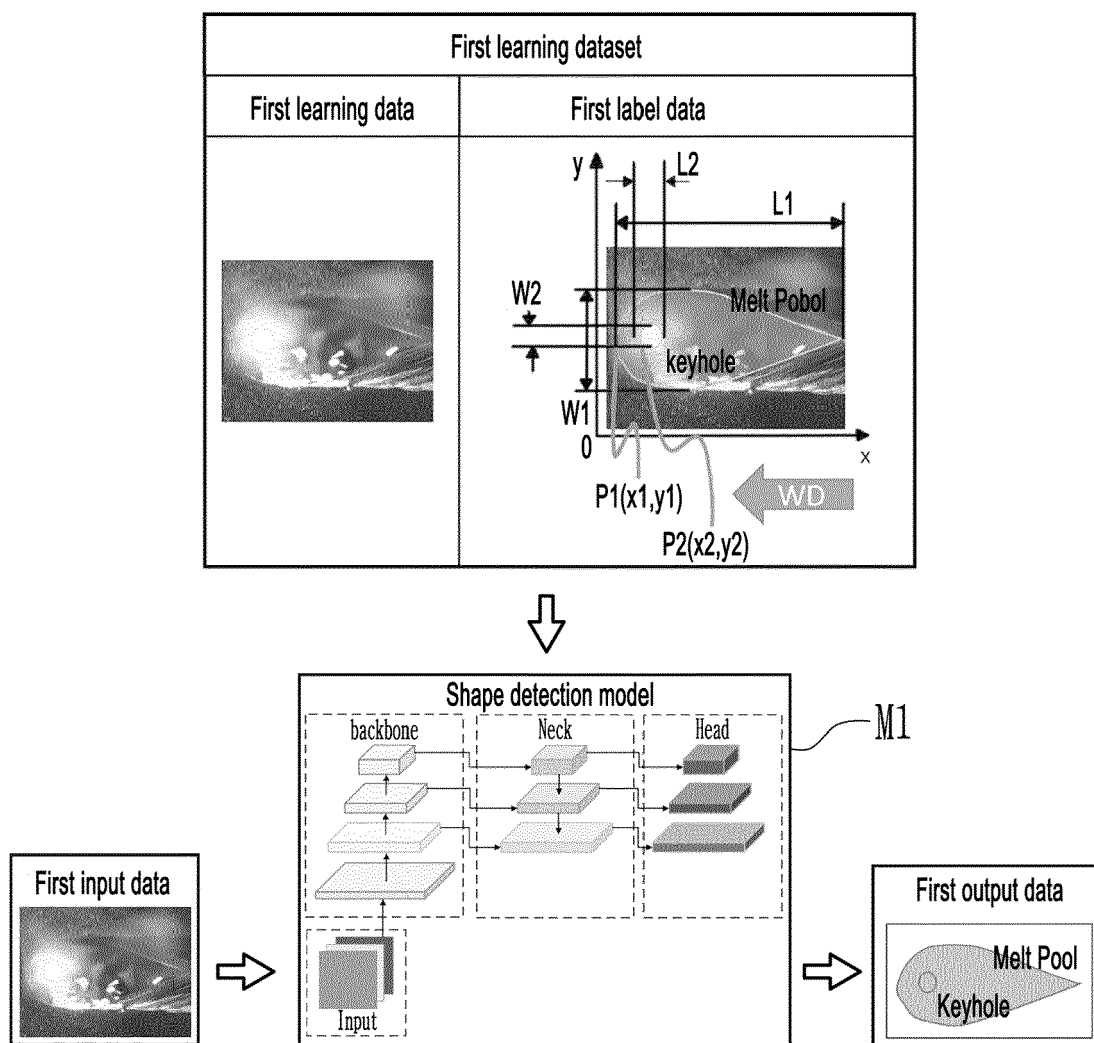 First learning dataset
First learning data
First label data
y
L2
L1
W2
Melt Pobol
keyhole
W1
0
x
P1(x1,y1)
WD
P2(x2,y2)
Shape detection model
M1
backbone
Neck
Head
First input data
Input
First output data
Melt Pool
Keyhole